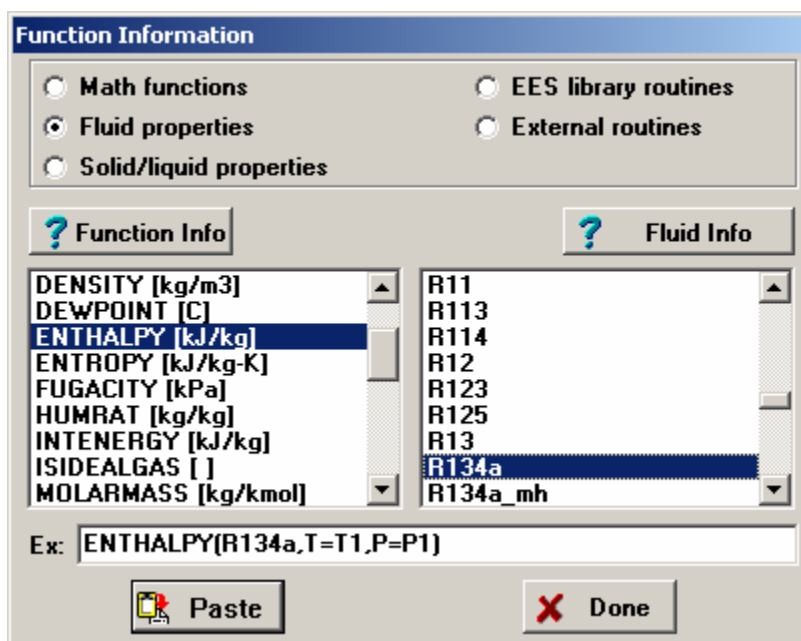 Function Information
Math functions
EES library routines
Fluid properties
External routines
Solid/liquid properties
? Function Info
? Fluid Info
DENSITY [kg/m3]
DEWPOINT [C]
ENTHALPY [kJ/kg]
ENTROPY [kJ/kg-K]
FUGACITY [kPa]
HUMRAT [kg/kg]
INTENERGY [kJ/kg]
ISIDEALGAS [ ]
MOLARMASS [kg/kmol]
R11
R113
R114
R12
R123
R125
R13
R134a
R134a_mh
Ex: ENTHALPY(R134a,T=T1,P=P1)
Paste
Done